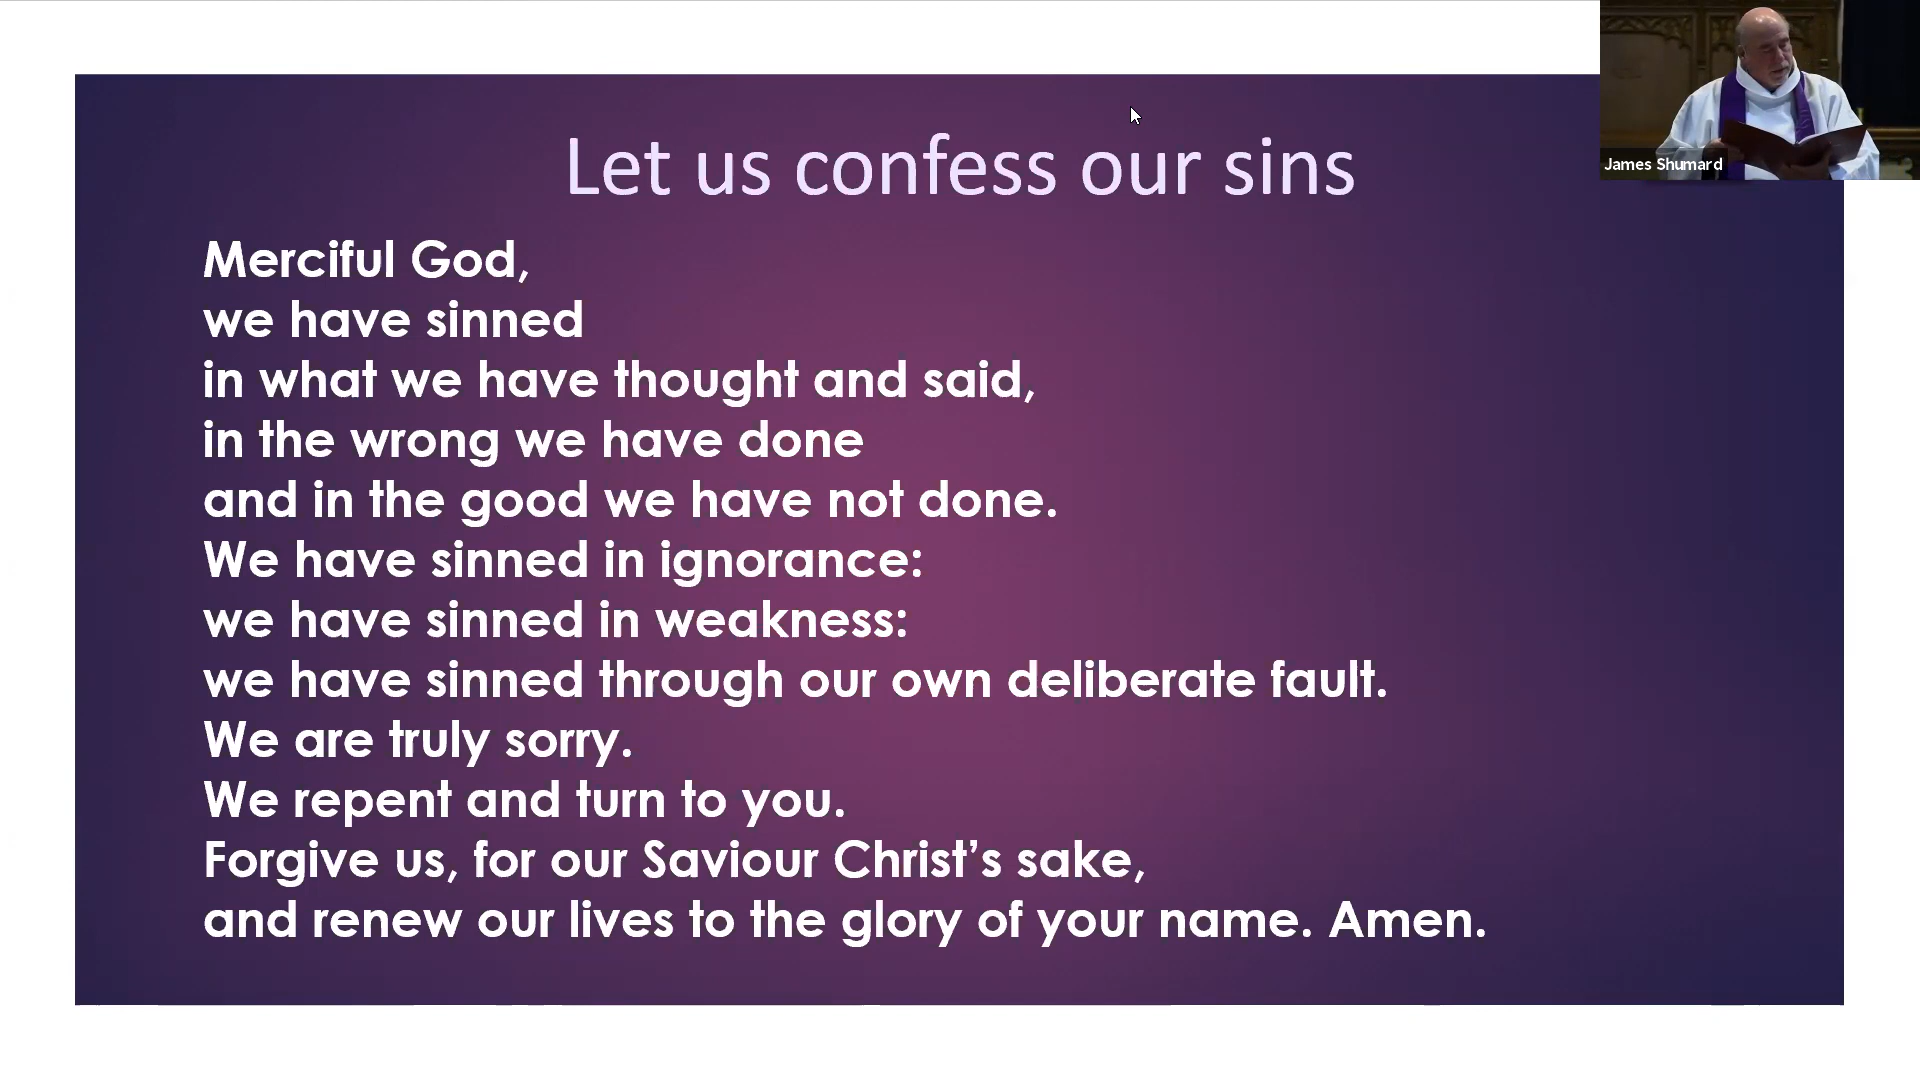 Let us confess our sins
James Shumard
Merciful God,
we have sinned
in what we have thought and said,
in the wrong we have done
and in the good we have not done.
We have sinned in ignorance:
we have sinned in weakness:
we have sinned through our own deliberate fault.
We are truly sorry.
We repent and turn to you.
Forgive us, for our Saviour Christ’s sake,
and renew our lives to the glory of your name. Amen.